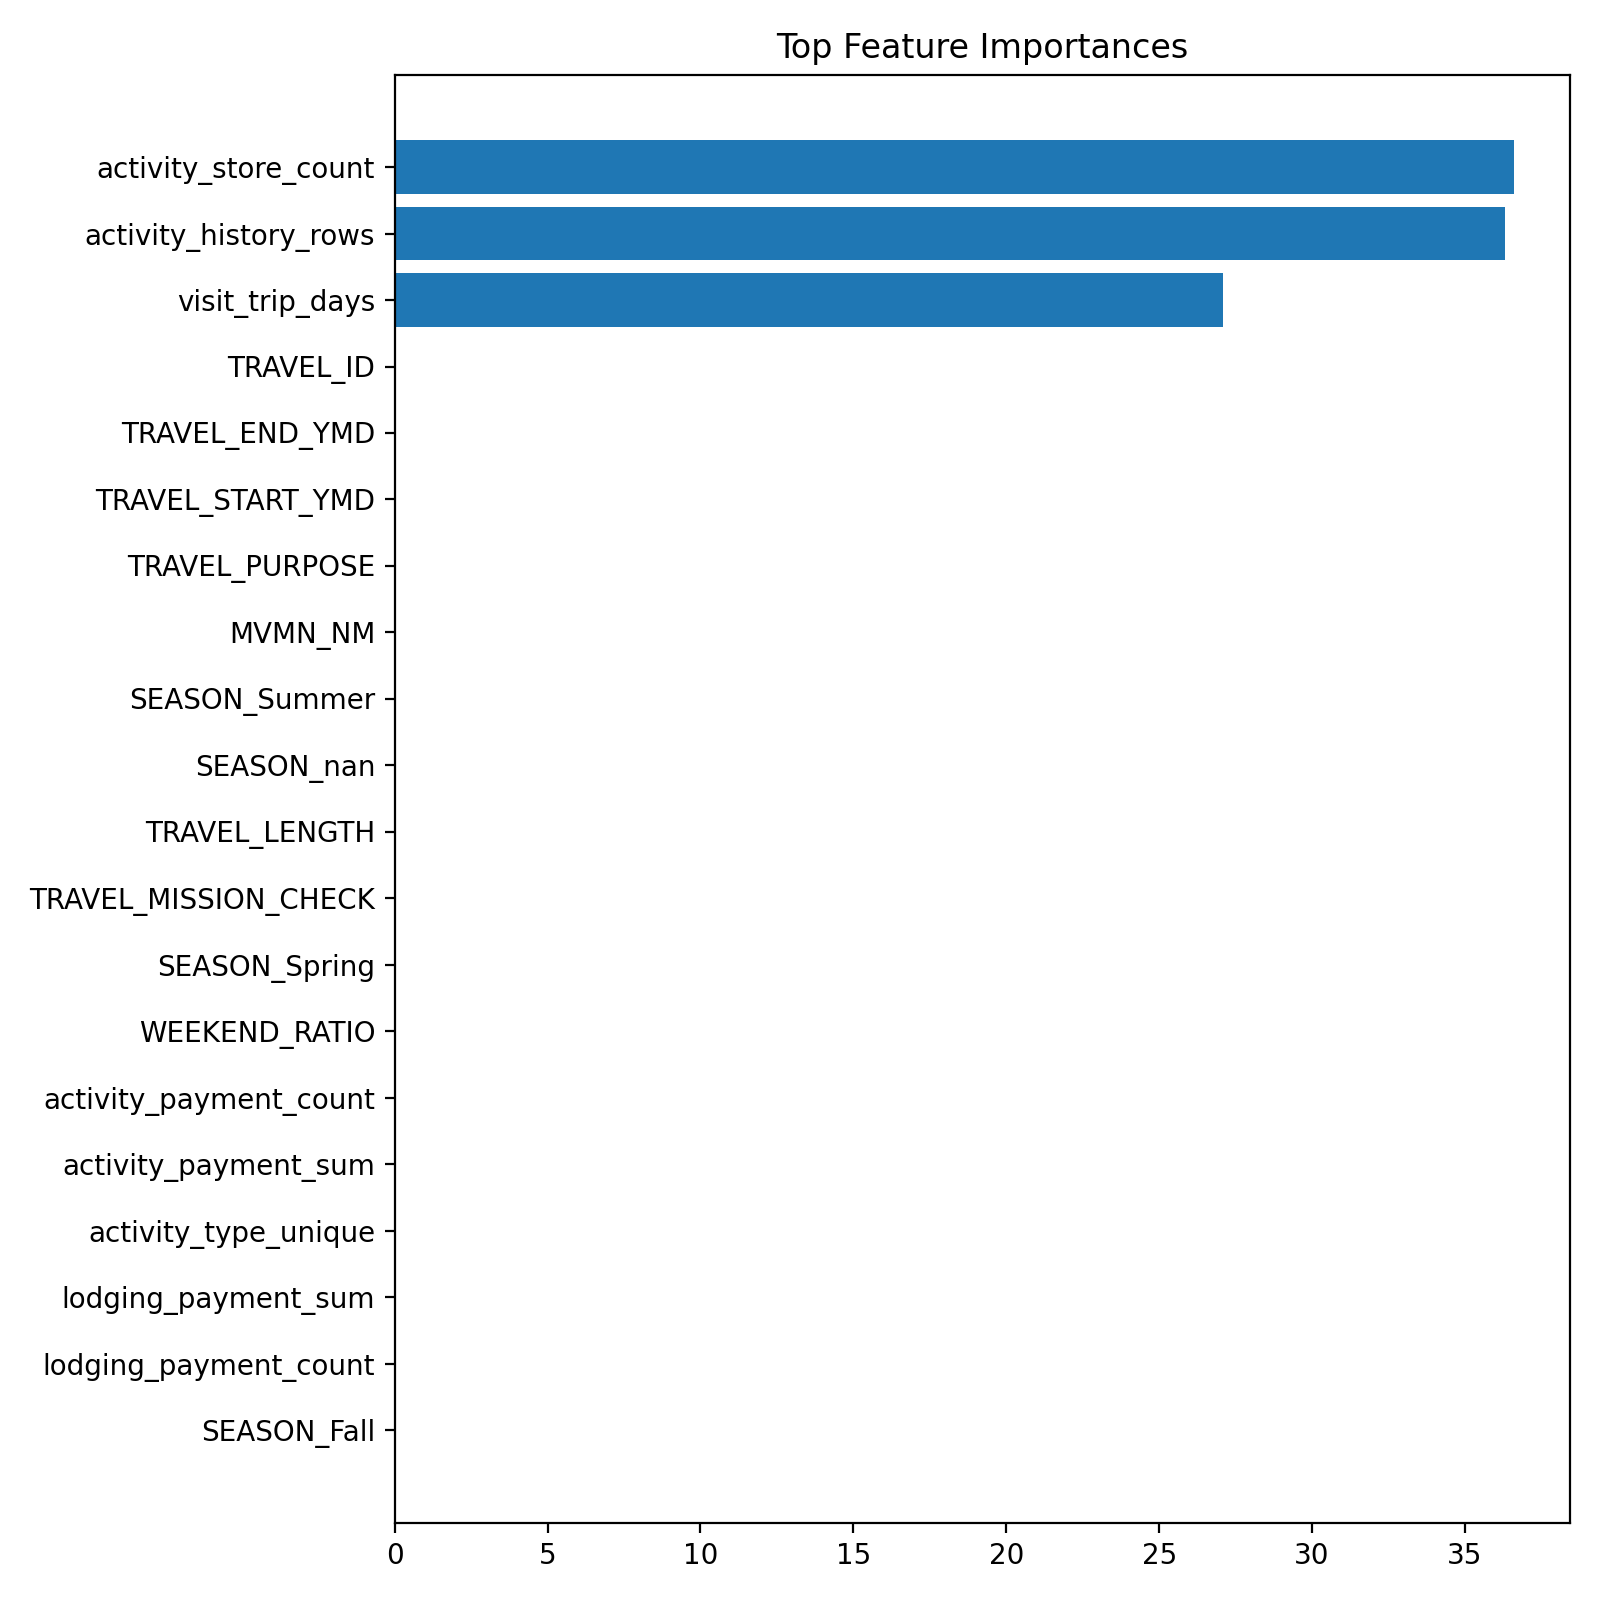 Top Feature Importances
activity_store_count
activity_history_rows
visit_trip_days
TRAVEL_ID
TRAVEL_END_YMD
TRAVEL_START_YMD
TRAVEL_PURPOSE
MVMN_NM
SEASON_Summer
SEASON_nan
TRAVEL_LENGTH
TRAVEL_MISSION_CHECK
SEASON_Spring
WEEKEND_RATIO
activity_payment_count
activity_payment_sum
activity_type_unique
lodging_payment_sum
lodging_payment_count
SEASON_Fall
0 5 10 15 20 25 30 35